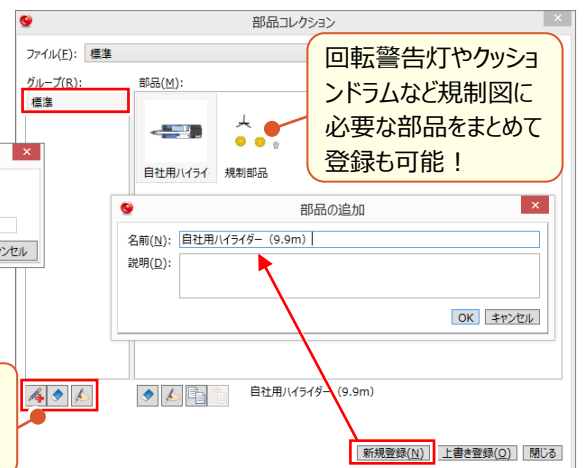 部品コレクション
ファイル(F): 標準
グループ(R):
部品(M):
標準
自社用ハイライ
規制部品
回転警告灯やクッショ
ンドラムなど規制図に
必要な部品をまとめて
登録も可能！
部品の追加
名前(N): 自社用ハイライダー（9.9m）
説明(D):
OK
キャンセル
ンセル
自社用ハイライダー（9.9m）
新規登録(N)
上書き登録(O)
閉じる